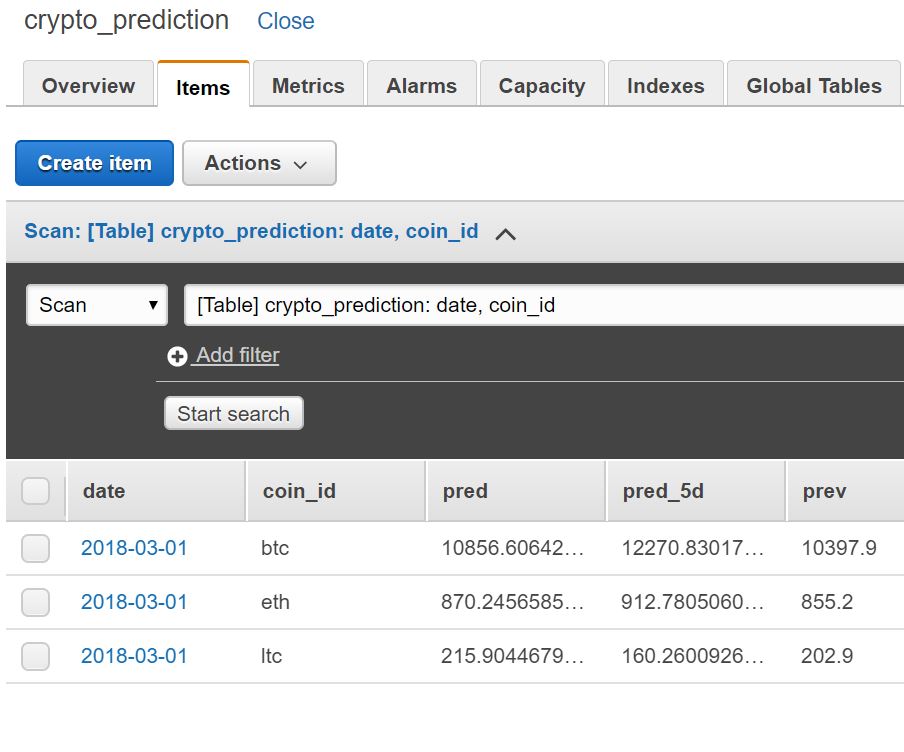 crypto_prediction Close
Overview Items Metrics Alarms Capacity Indexes Global Tables
Create item Actions
Scan: [Table] crypto_prediction: date, coin_id
Scan [Table] crypto_prediction: date, coin_id
Add filter
Start search
date coin_id pred pred_5d prev
2018-03-01 btc 10856.60642… 12270.83017… 10397.9
2018-03-01 eth 870.2456585… 912.7805060… 855.2
2018-03-01 ltc 215.9044679… 160.2600926… 202.9